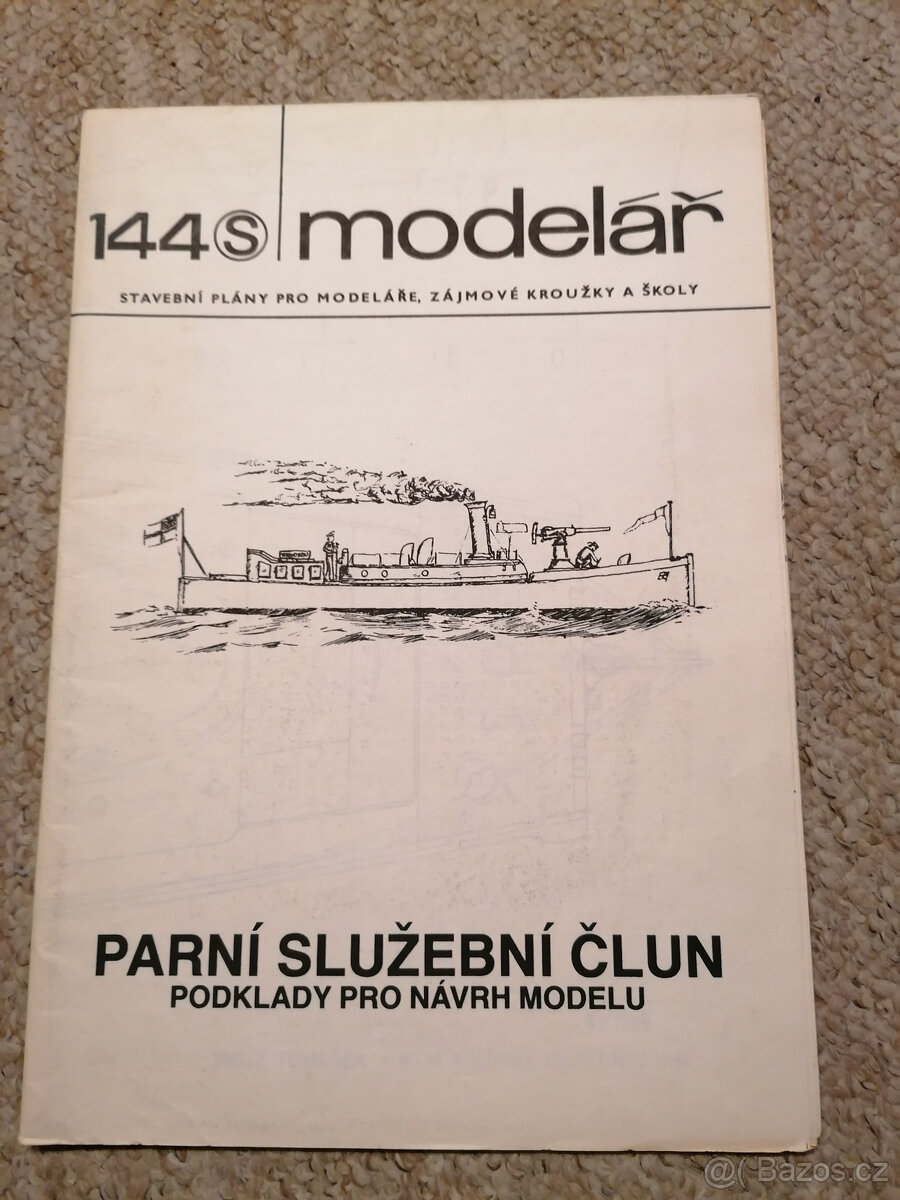 144Ⓢ modelář
STAVEBNÍ PLÁNY PRO MODELÁŘE, ZÁJMOVÉ KROUŽKY A ŠKOLY
PARNÍ SLUŽEBNÍ ČLUN
PODKLADY PRO NÁVRH MODELU
@( Bazos.cz